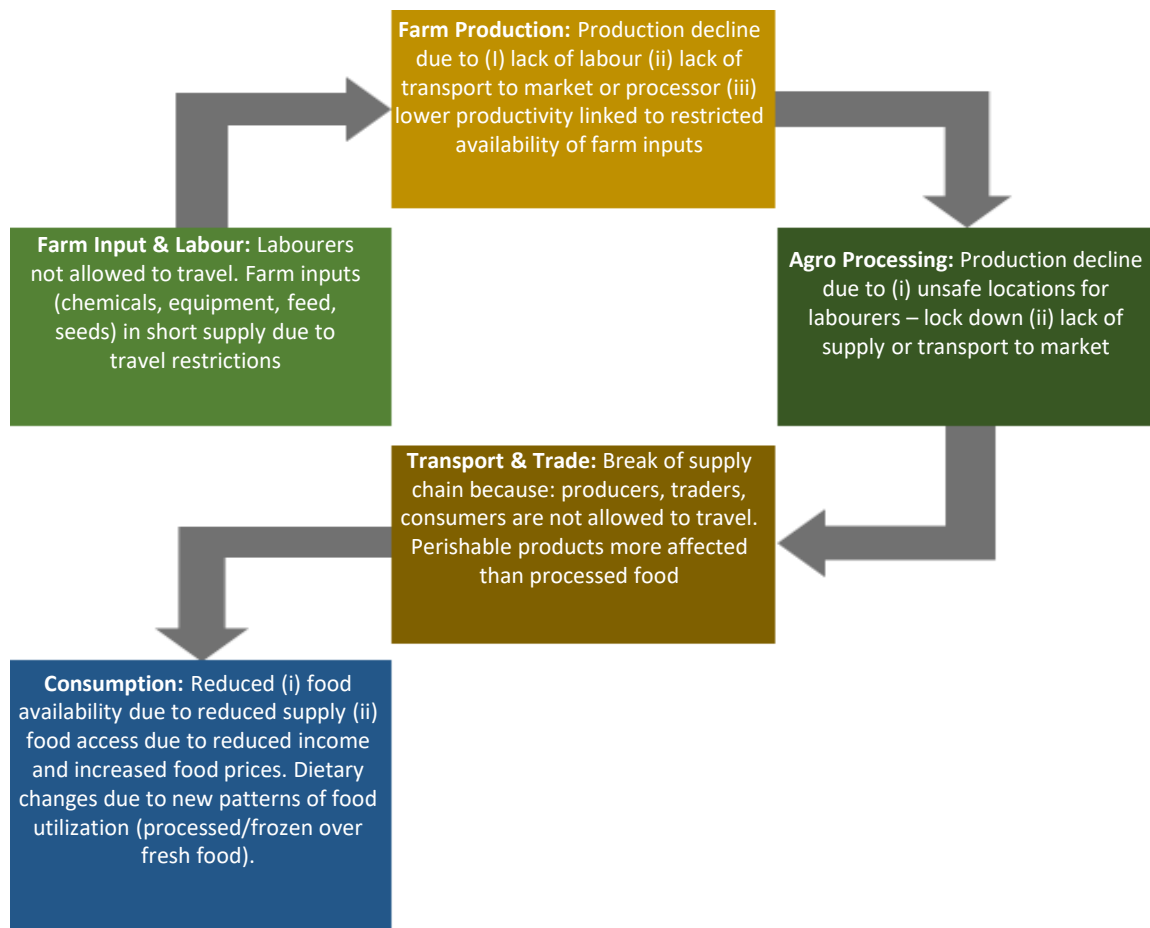 Farm Production: Production decline
due to (I) lack of labour (ii) lack of
transport to market or processor (iii)
lower productivity linked to restricted
availability of farm inputs
Farm Input & Labour: Labourers
not allowed to travel. Farm inputs
(chemicals, equipment, feed,
seeds) in short supply due to
travel restrictions
Agro Processing: Production decline
due to (i) unsafe locations for
labourers – lock down (ii) lack of
supply or transport to market
Transport & Trade: Break of supply
chain because: producers, traders,
consumers are not allowed to travel.
Perishable products more affected
than processed food
Consumption: Reduced (i) food
availability due to reduced supply (ii)
food access due to reduced income
and increased food prices. Dietary
changes due to new patterns of food
utilization (processed/frozen over
fresh food).